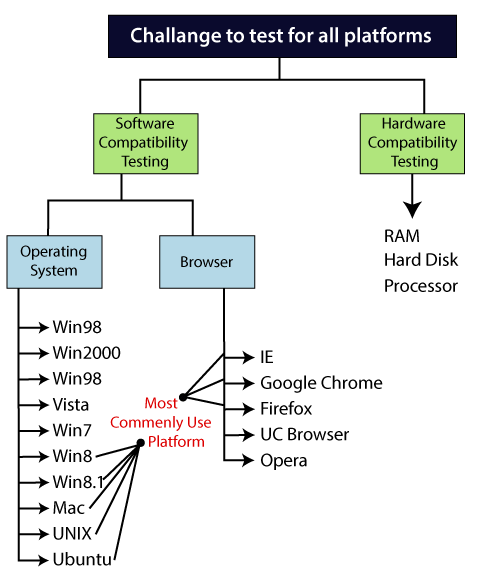 Challange to test for all platforms
Software
Compatibility
Testing
Hardware
Compatibility
Testing
RAM
Hard Disk
Processor
Operating
System
Browser
Win98
Win2000
Win98
Vista
Win7
Win8
Win8.1
Mac
UNIX
Ubuntu
Most
Commenly Use
Platform
IE
Google Chrome
Firefox
UC Browser
Opera